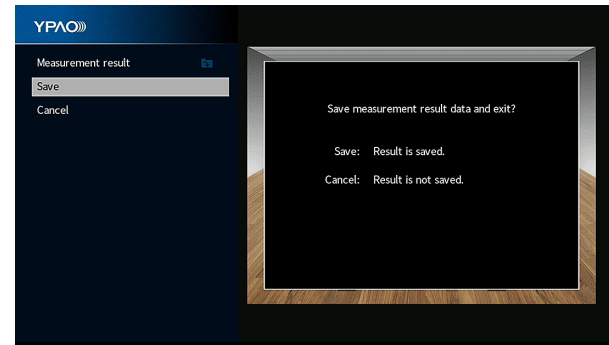 YPAO
Measurement result
Save
Cancel
Save measurement result data and exit?
Save: Result is saved.
Cancel: Result is not saved.